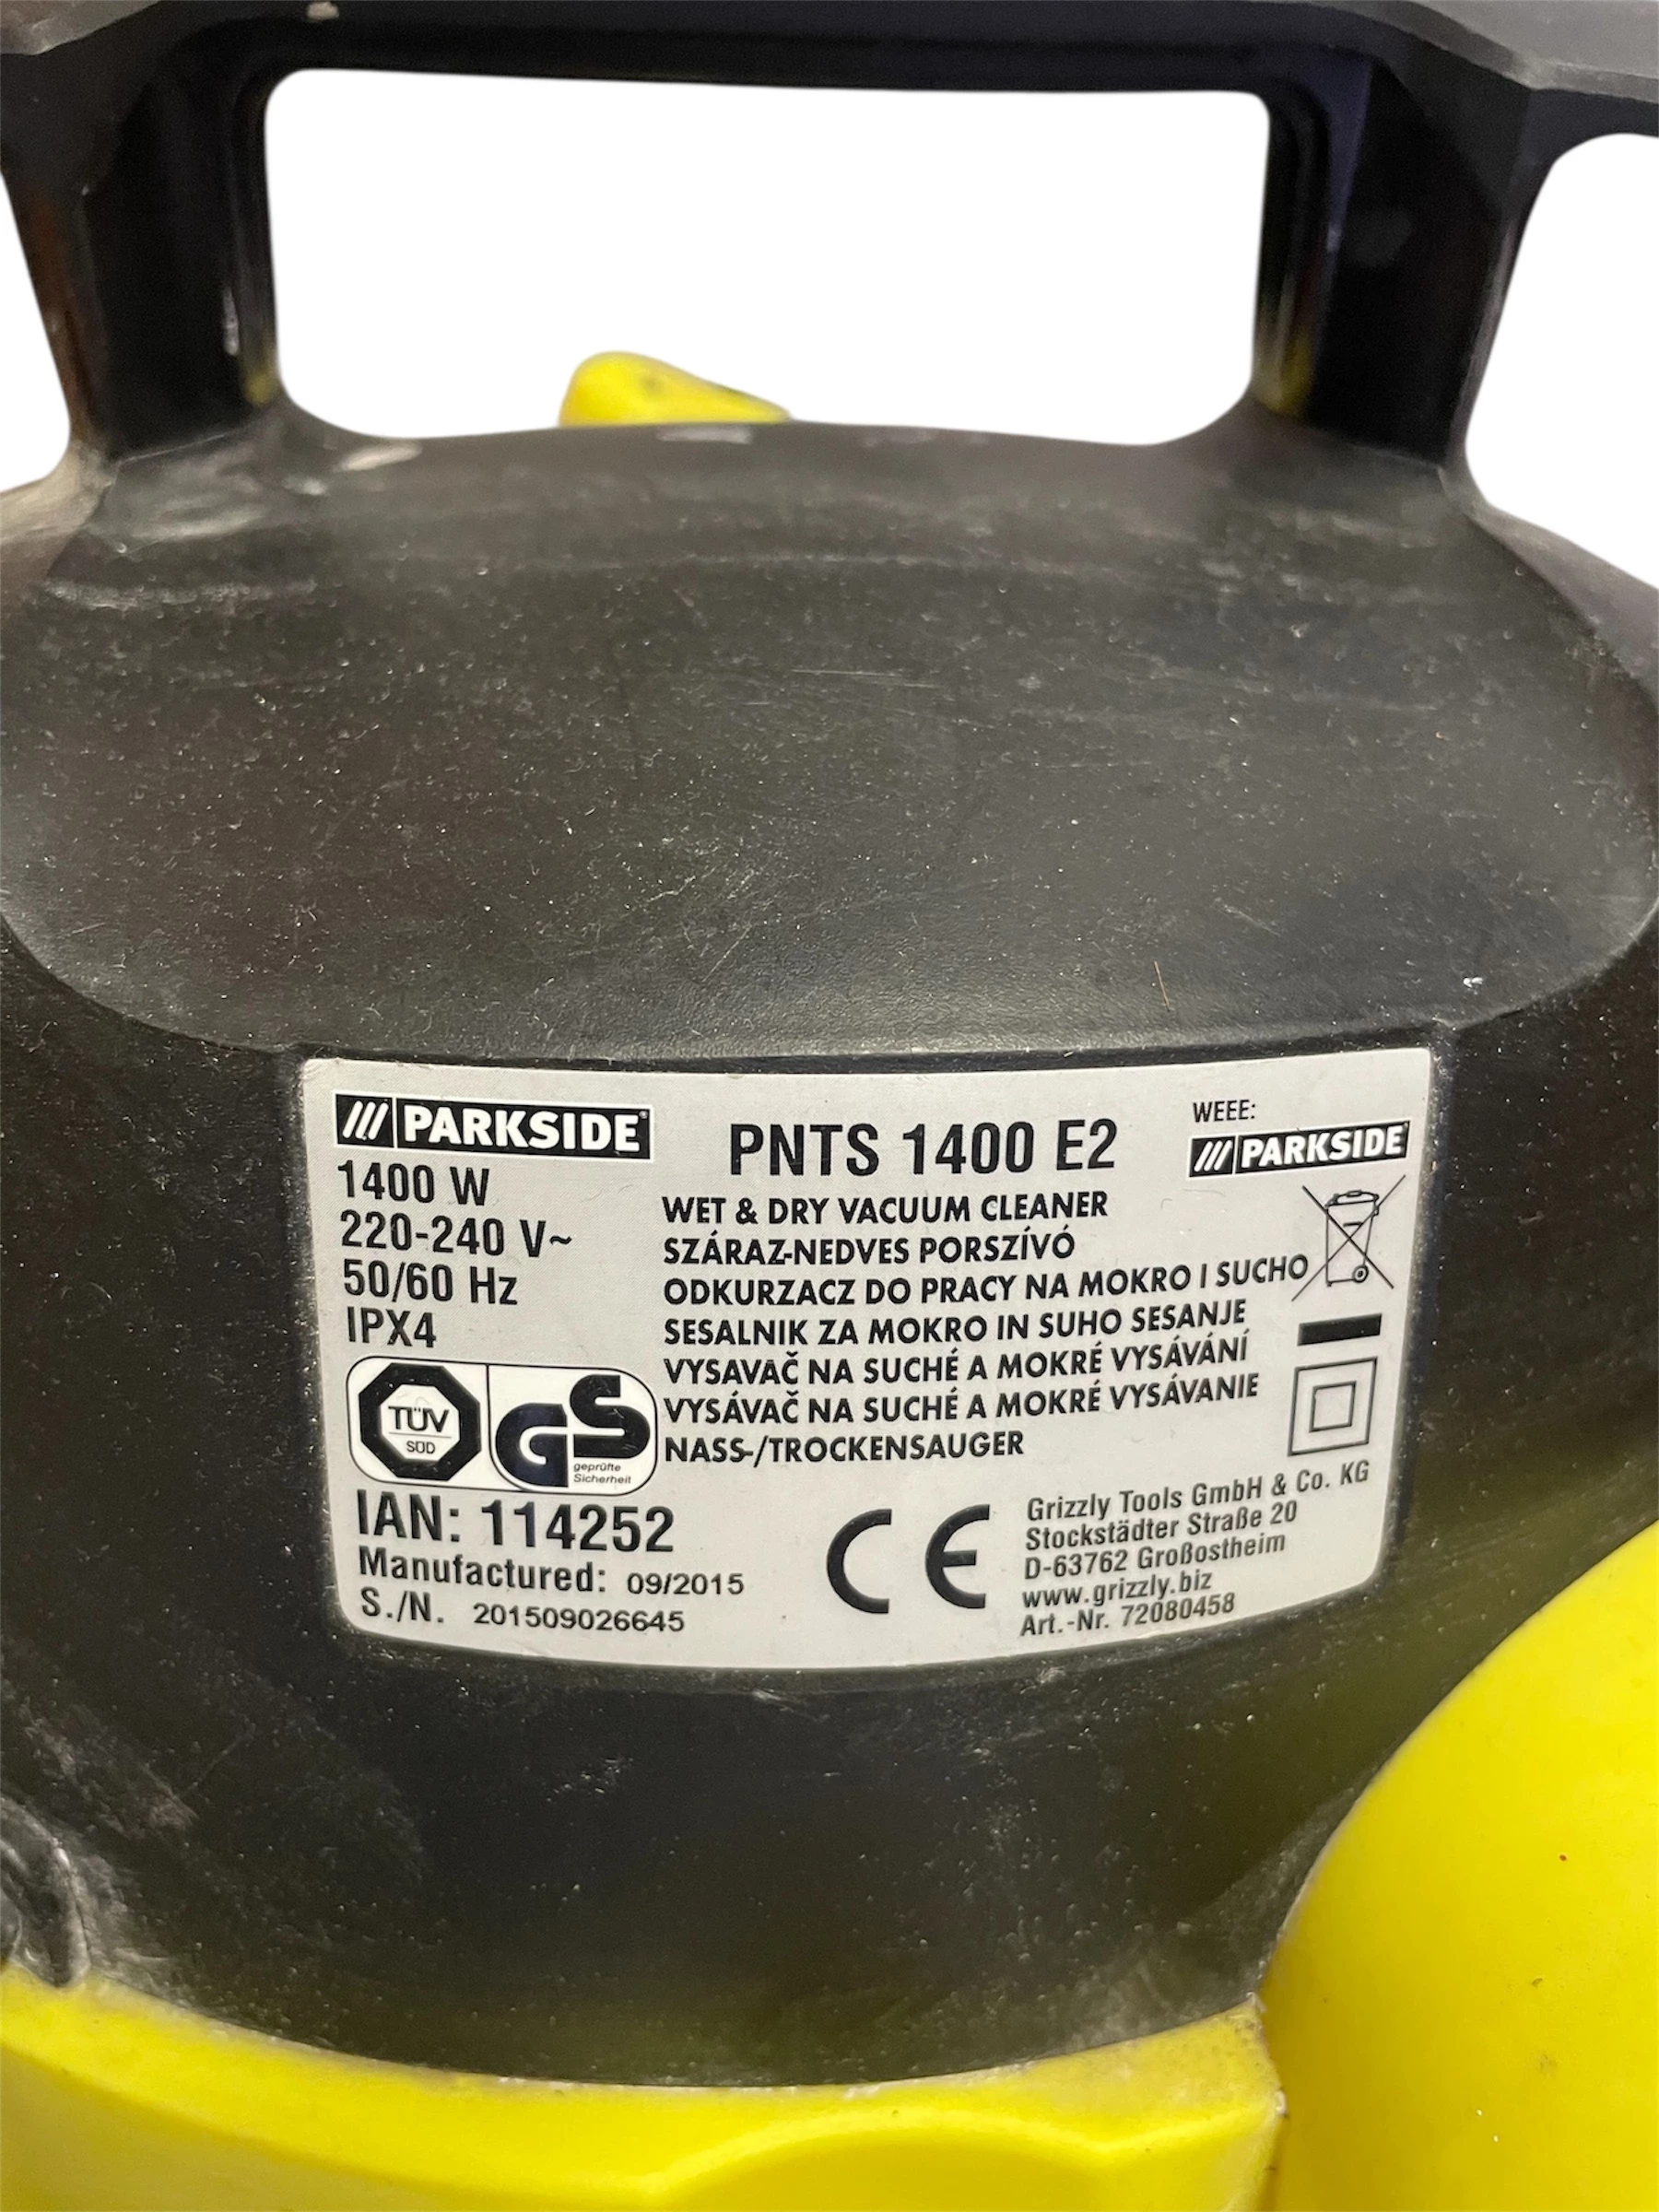 PARKSIDE
1400 W
220-240 V~
50/60 Hz
IPX4
TÜV
SÜD
GS
geprüfte
Sicherheit
IAN: 114252
Manufactured: 09/2015
S./N. 201509026645
PNTS 1400 E2
WET & DRY VACUUM CLEANER
SZÁRAZ-NEDVES PORSZÍVÓ
ODKURZACZ DO PRACY NA MOKRO I SUCHO
SESALNIK ZA MOKRO IN SUHO SESANJE
VYSAVAČ NA SUCHÉ A MOKRÉ VYSÁVÁNÍ
VYSÁVAČ NA SUCHÉ A MOKRÉ VYSÁVANIE
NASS-/TROCKENSAUGER
CE
WEEE:
PARKSIDE
Grizzly Tools GmbH & Co. KG
Stockstädter Straße 20
D-63762 Großostheim
www.grizzly.biz
Art.-Nr. 72080458